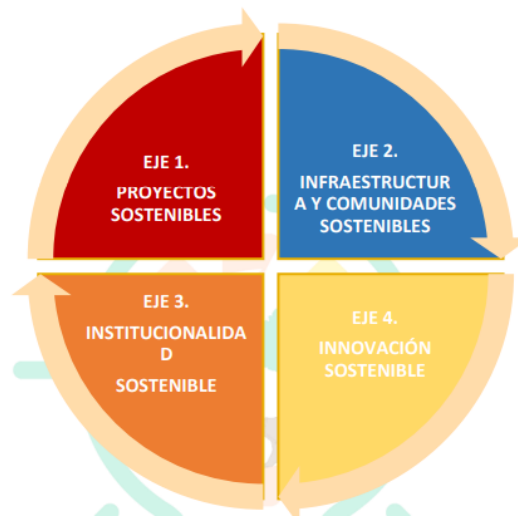 EJE 1.
PROYECTOS
SOSTENIBLES
EJE 2.
INFRAESTRUCTUR
A Y COMUNIDADES
SOSTENIBLES
EJE 3.
INSTITUCIONALIDA
D
SOSTENIBLE
EJE 4.
INNOVACIÓN
SOSTENIBLE